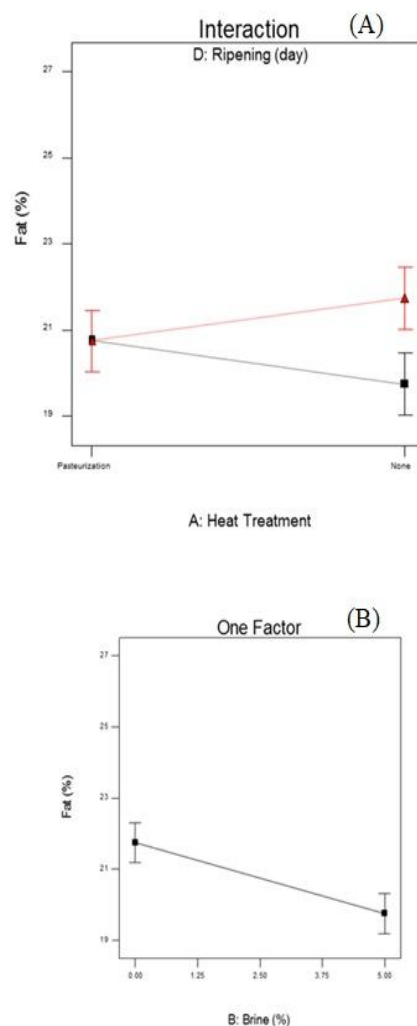 Interaction (A)
D: Ripening (day)
27
25
23
21
19
Fat (%)
Pasteurization None
A: Heat Treatment
One Factor (B)
27
25
23
21
19
Fat (%)
0.00 1.25 2.50 3.75 5.00
B: Brine (%)